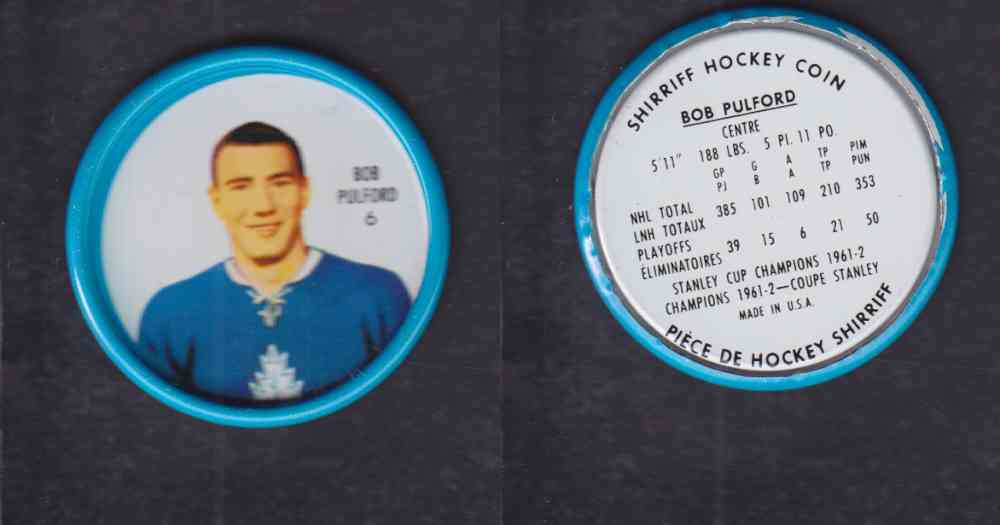 BOB
PULFORD
6
SHIRRIFF HOCKEY COIN
BOB PULFORD
CENTRE
5'11" 188 LBS. 5 PI. 11 PO.
GP G A TP PIM
PJ B A TP PUN
NHL TOTAL
LNH TOTAUX 385 101 109 210 353
PLAYOFFS
ÉLIMINATOIRES 39 15 6 21 50
STANLEY CUP CHAMPIONS 1961-2
CHAMPIONS 1961-2—COUPE STANLEY
MADE IN U.S.A.
PIÈCE DE HOCKEY SHIRRIFF